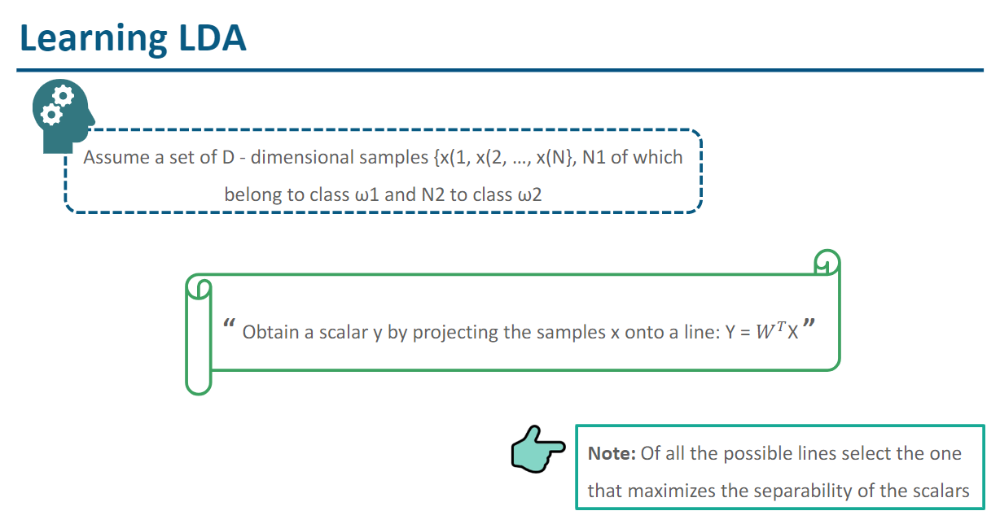 Learning LDA
Assume a set of D - dimensional samples {x(1, x(2, ..., x(N}, N1 of which
belong to class ω1 and N2 to class ω2
“ Obtain a scalar y by projecting the samples x onto a line: Y = 𝑊ᵀX ”
Note: Of all the possible lines select the one
that maximizes the separability of the scalars